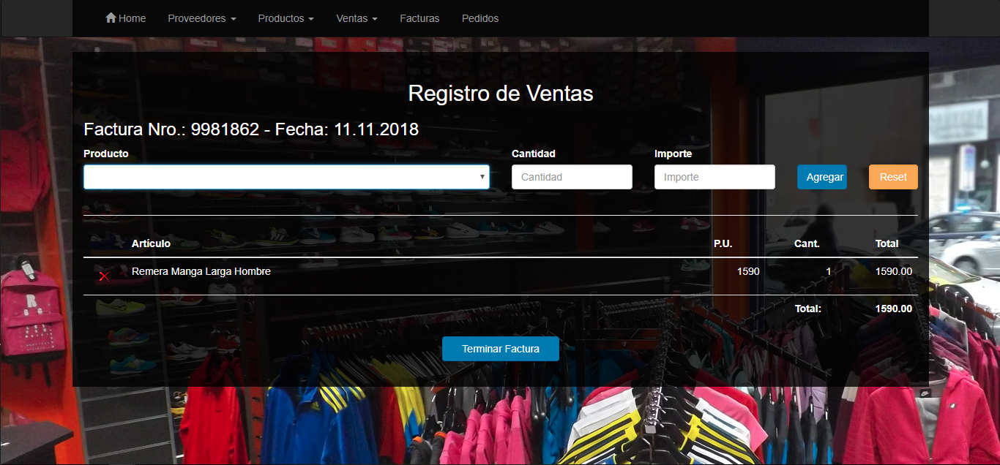 Home Proveedores Productos Ventas Facturas Pedidos
Registro de Ventas
Factura Nro.: 9981862 - Fecha: 11.11.2018
Producto Cantidad Importe
Cantidad Importe Agregar Reset
Artículo P.U. Cant. Total
Remera Manga Larga Hombre 1590 1 1590.00
Total: 1590.00
Terminar Factura